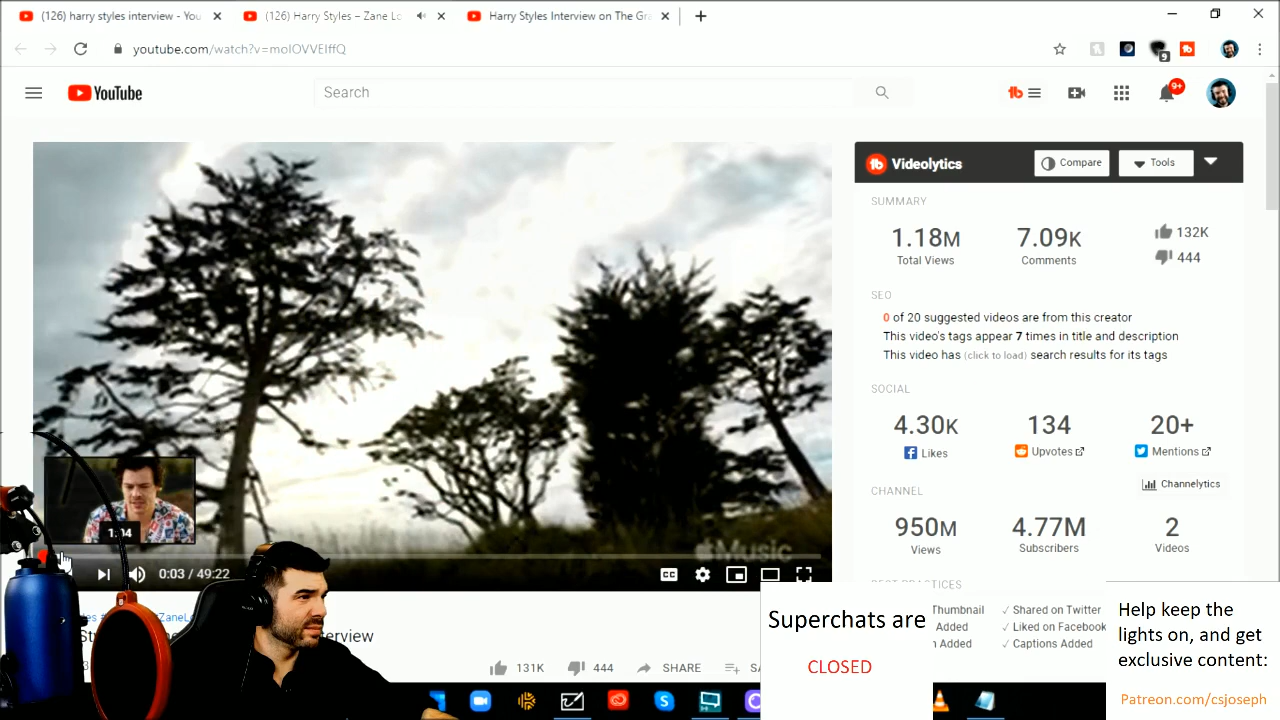 (126) harry styles interview - You
(126) Harry Styles – Zane Lo
Harry Styles Interview on The Gra
youtube.com/watch?v=moIOVVEIffQ
9
YouTube
Search
9+
Videolytics
Compare
Tools
SUMMARY
1.18M
Total Views
7.09K
Comments
132K
444
SEO
0 of 20 suggested videos are from this creator
This video's tags appear 7 times in title and description
This video has (click to load) search results for its tags
SOCIAL
4.30K
Likes
134
Upvotes
20+
Mentions
Channelytics
CHANNEL
950M
Views
4.77M
Subscribers
2
Videos
Music
1:04
0:03 / 49:22
CC
Superchats are
CLOSED
Thumbnail
✓ Shared on Twitter
Added
✓ Liked on Facebook
Added
✓ Captions Added
131K
444
SHARE
Help keep the
lights on, and get
exclusive content:
Patreon.com/csjoseph